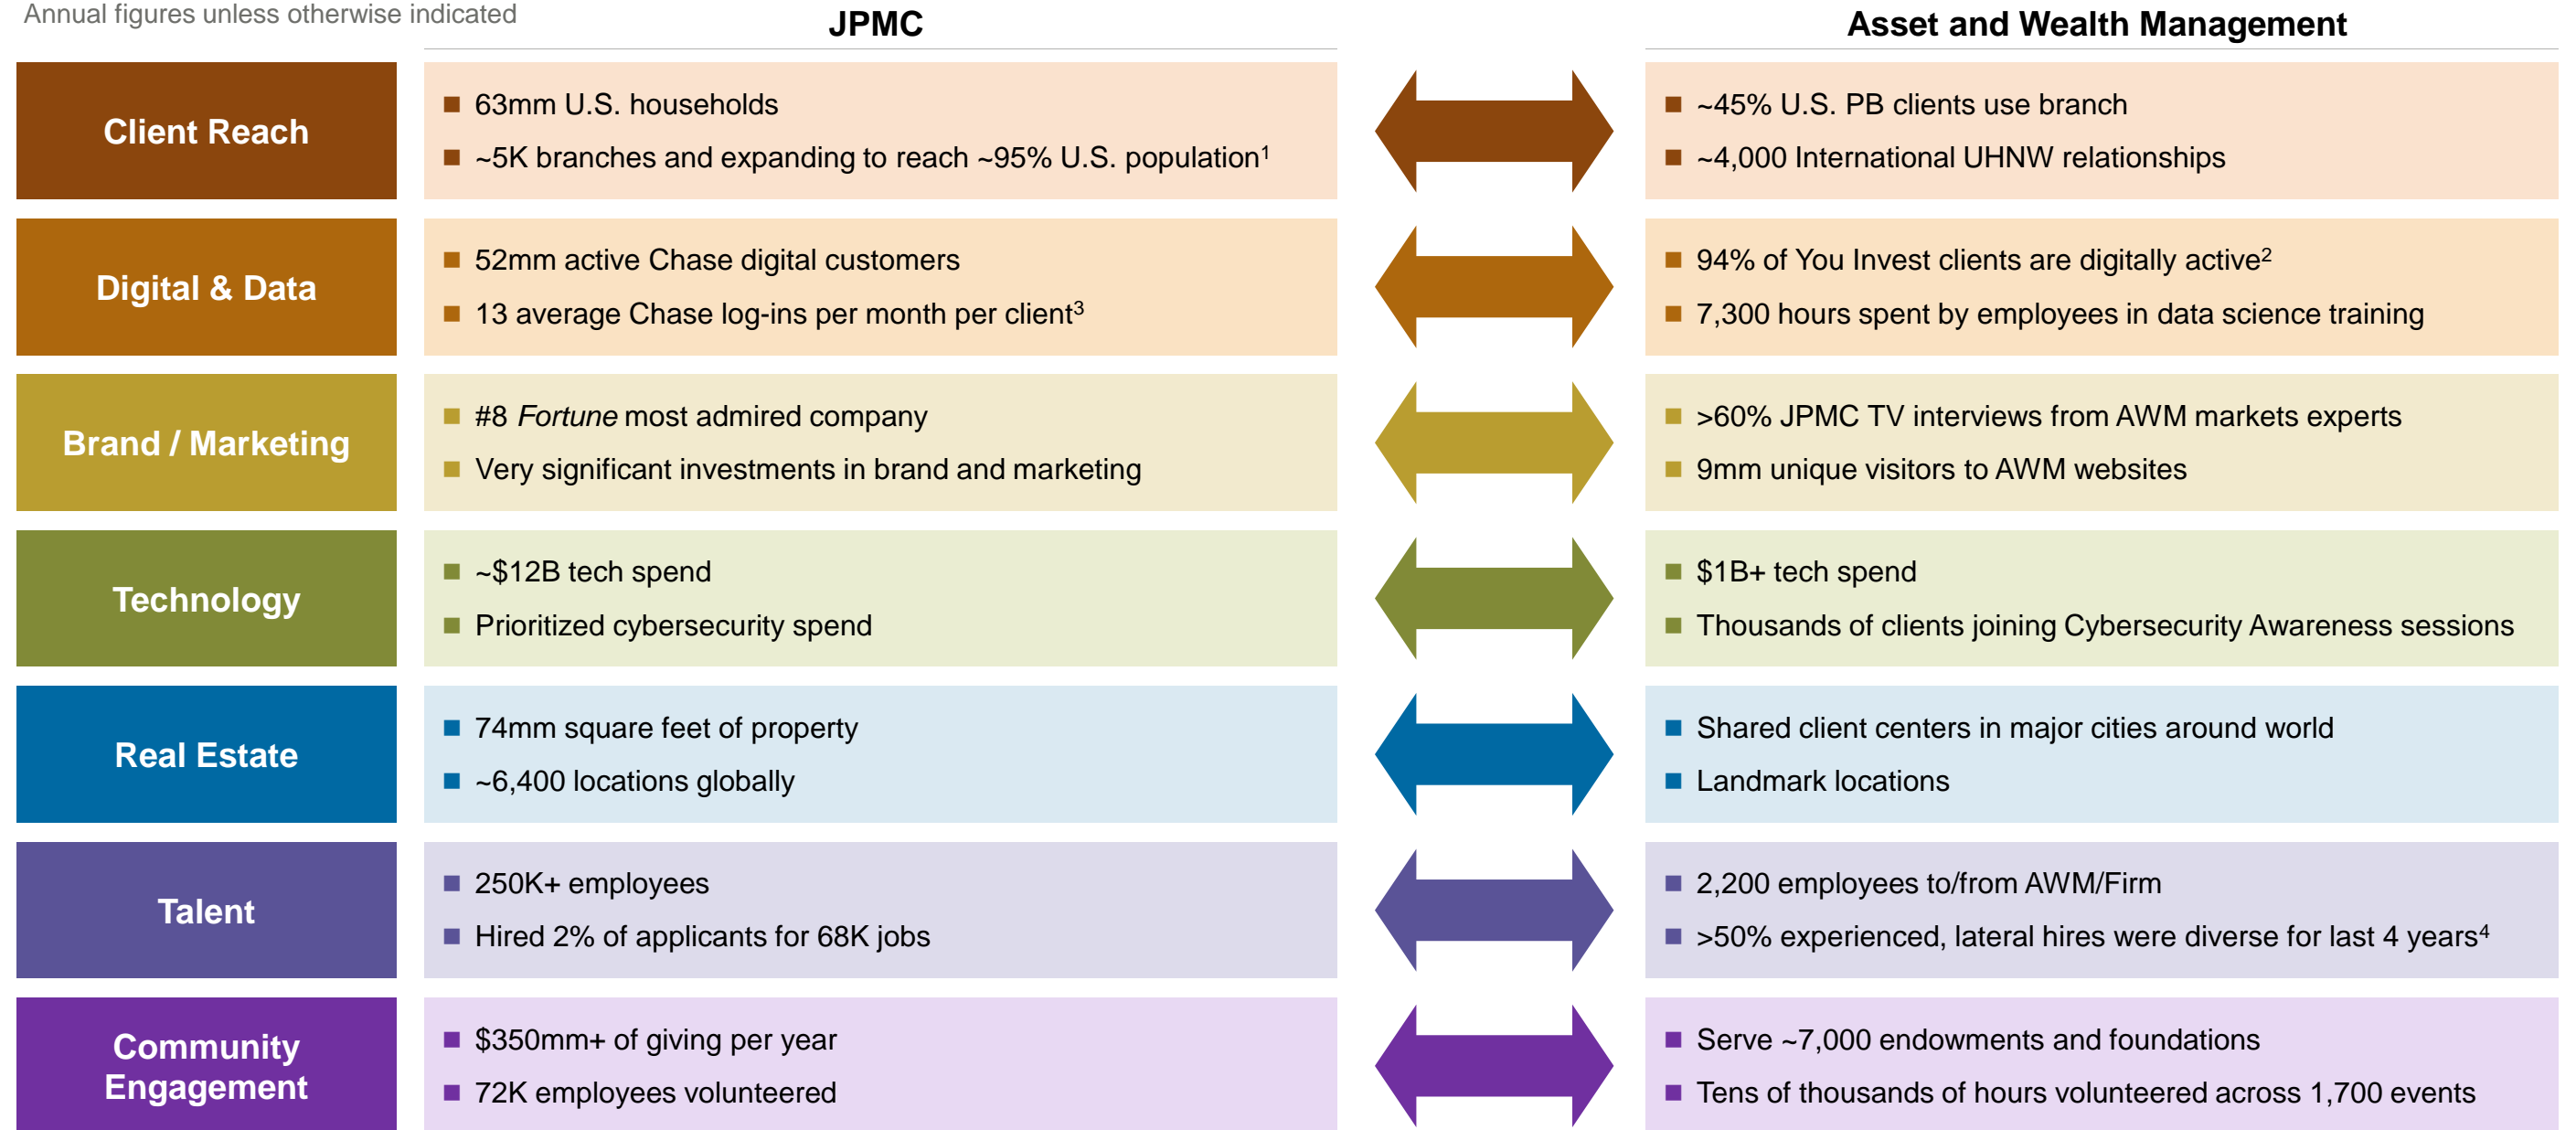 Annual figures unless otherwise indicated
JPMC
Asset and Wealth Management
Client Reach
63mm U.S. households
~5K branches and expanding to reach ~95% U.S. population1
~45% U.S. PB clients use branch
~4,000 International UHNW relationships
Digital & Data
52mm active Chase digital customers
13 average Chase log-ins per month per client3
94% of You Invest clients are digitally active2
7,300 hours spent by employees in data science training
Brand / Marketing
#8 Fortune most admired company
Very significant investments in brand and marketing
>60% JPMC TV interviews from AWM markets experts
9mm unique visitors to AWM websites
Technology
~$12B tech spend
Prioritized cybersecurity spend
$1B+ tech spend
Thousands of clients joining Cybersecurity Awareness sessions
Real Estate
74mm square feet of property
~6,400 locations globally
Shared client centers in major cities around world
Landmark locations
Talent
250K+ employees
Hired 2% of applicants for 68K jobs
2,200 employees to/from AWM/Firm
>50% experienced, lateral hires were diverse for last 4 years4
Community
Engagement
$350mm+ of giving per year
72K employees volunteered
Serve ~7,000 endowments and foundations
Tens of thousands of hours volunteered across 1,700 events